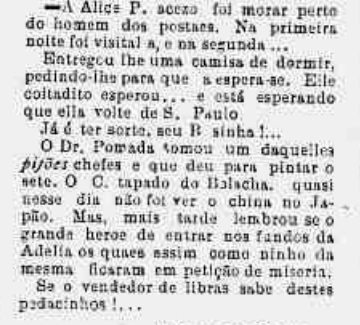 —A Alice P. acexo foi morar perto
do homem dos postaes. Na primeira
noite foi visital a, e na segunda...
Entregou lhe uma camisa de dormir,
pedindo-lhe para que a espera-se. Elle
coitadito esperou... e está esperando
que ella volte de S. Paulo.
Já é ter sorte, seu B sinha!...
O Dr. Pomada tomou um daquelles
pifões chefes e que deu para pintar o
sete. O C. tapado do Bolacha, quasi
nesse dia não foi ver o china no Ja-
pão. Mas, mais tarde lembrou se o
grande heroe de entrar nos fundos da
Adelia os quaes assim como ninho da
mesma ficaram em petição de miseria.
Se o vendedor de libras sabe destes
pedacinhos!...